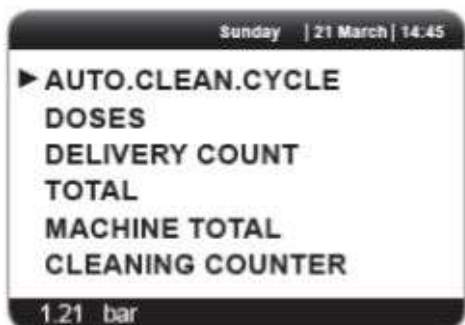 Sunday | 21 March | 14:45
AUTO.CLEAN.CYCLE
DOSES
DELIVERY COUNT
TOTAL
MACHINE TOTAL
CLEANING COUNTER
1.21 bar